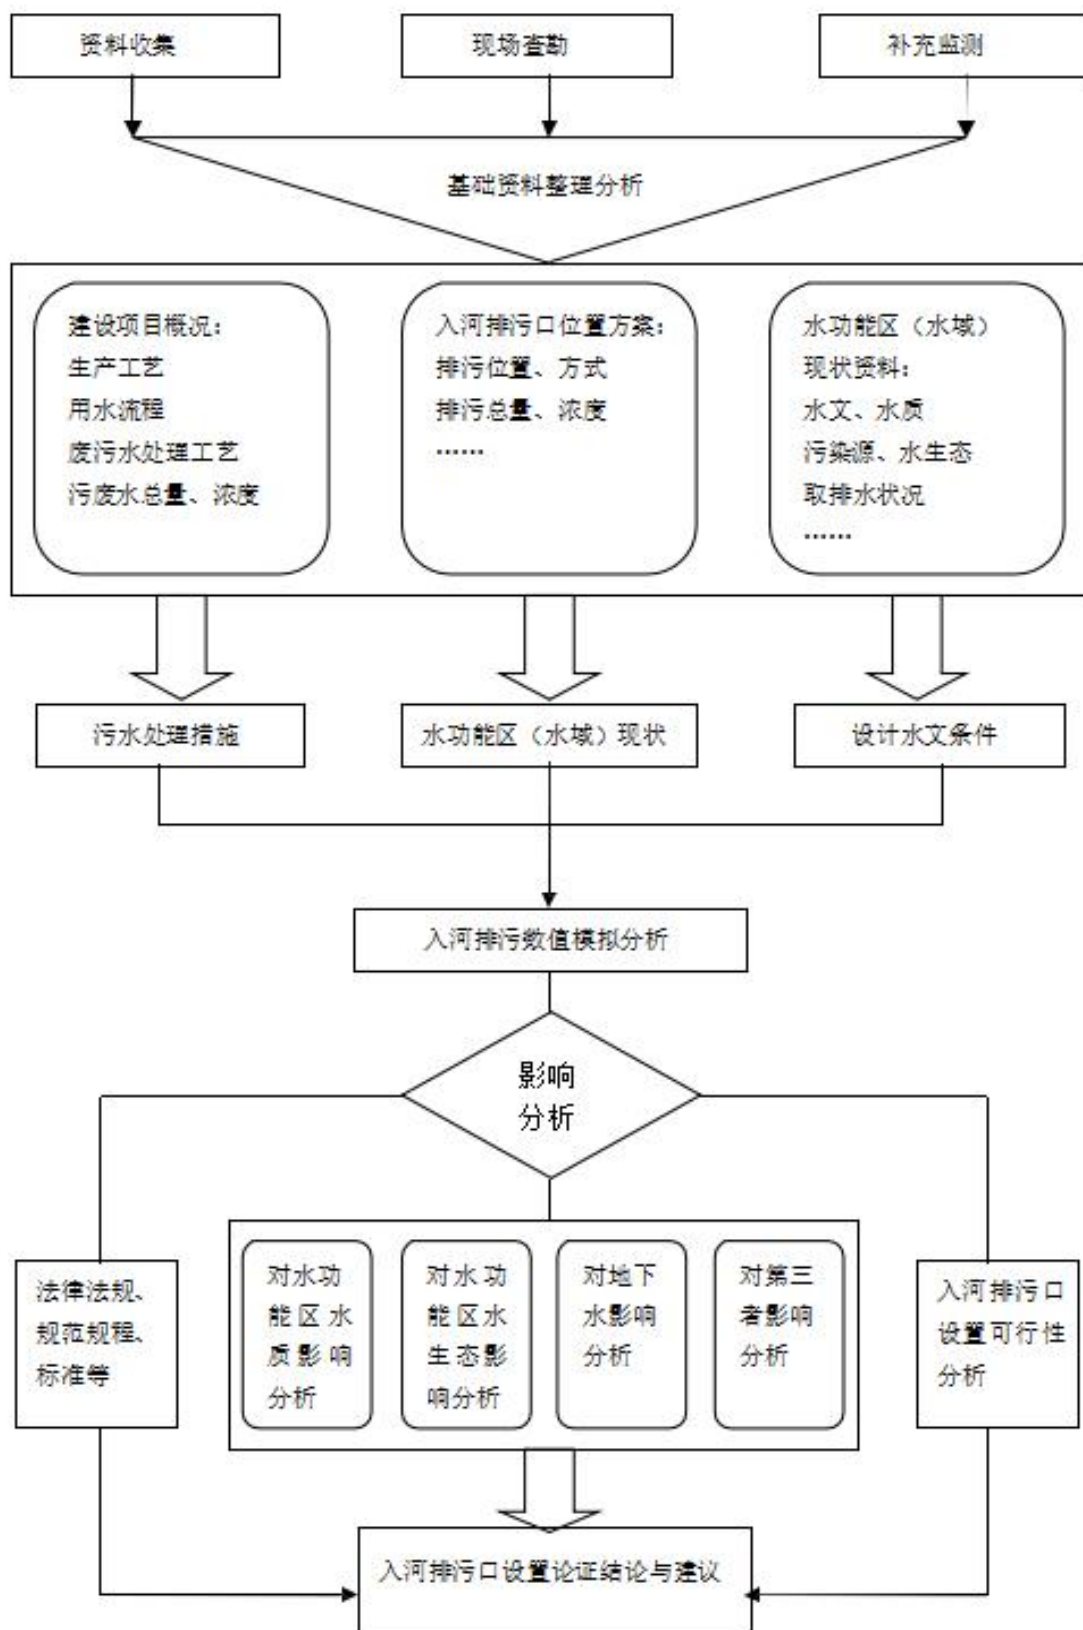 资料收集
现场查勘
补充监测
基础资料整理分析
建设项目概况：
生产工艺
用水流程
废污水处理工艺
污废水总量、浓度
入河排污口位置方案：
排污位置、方式
排污总量、浓度
……
水功能区（水域）
现状资料：
水文、水质
污染源、水生态
取排水状况
……
污水处理措施
水功能区（水域）现状
设计水文条件
入河排污数值模拟分析
影响
分析
法律法规、
规范规程、
标准等
对水功
能区水
质影响
分析
对水功
能区水
生态影
响分析
对地下
水影响
分析
对第三
者影响
分析
入河排污口
设置可行性
分析
入河排污口设置论证结论与建议